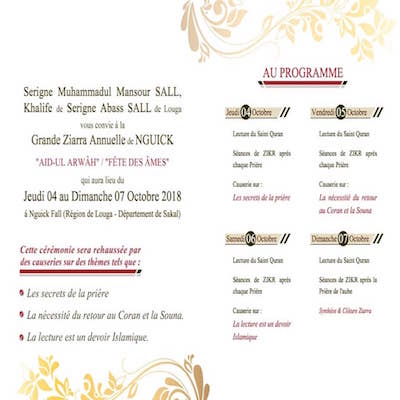 Serigne Muhammadul Mansour SALL,
Khalife de Serigne Abass SALL de Louga
vous convie à la
Grande Ziarra Annuelle de NGUICK
"AID-UL ARWÂH" / "FÊTE DES ÂMES"
qui aura lieu du
Jeudi 04 au Dimanche 07 Octobre 2018
à Nguick Fall (Région de Louga - Département de Sakal)
Cette cérémonie sera rehaussée par
des causeries sur des thèmes tels que :
Les secrets de la prière
La nécessité du retour au Coran et la Souna.
La lecture est un devoir Islamique.
AU PROGRAMME
Jeudi 04 Octobre
Lecture du Saint Quran
Séances de ZIKR après
chaque Prière
Causerie sur :
Les secrets de la prière
Vendredi 05 Octobre
Lecture du Saint Quran
Séances de ZIKR après
chaque Prière
Causerie sur :
La nécessité du retour
au Coran et la Souna
Samedi 06 Octobre
Lecture du Saint Quran
Séances de ZIKR après chaque
Prière
Causerie sur :
La lecture est un devoir
Islamique
Dimanche 07 Octobre
Lecture du Saint Quran
Séances de ZIKR après la
Prière de l'aube
Synthèse & Clôture Ziarra